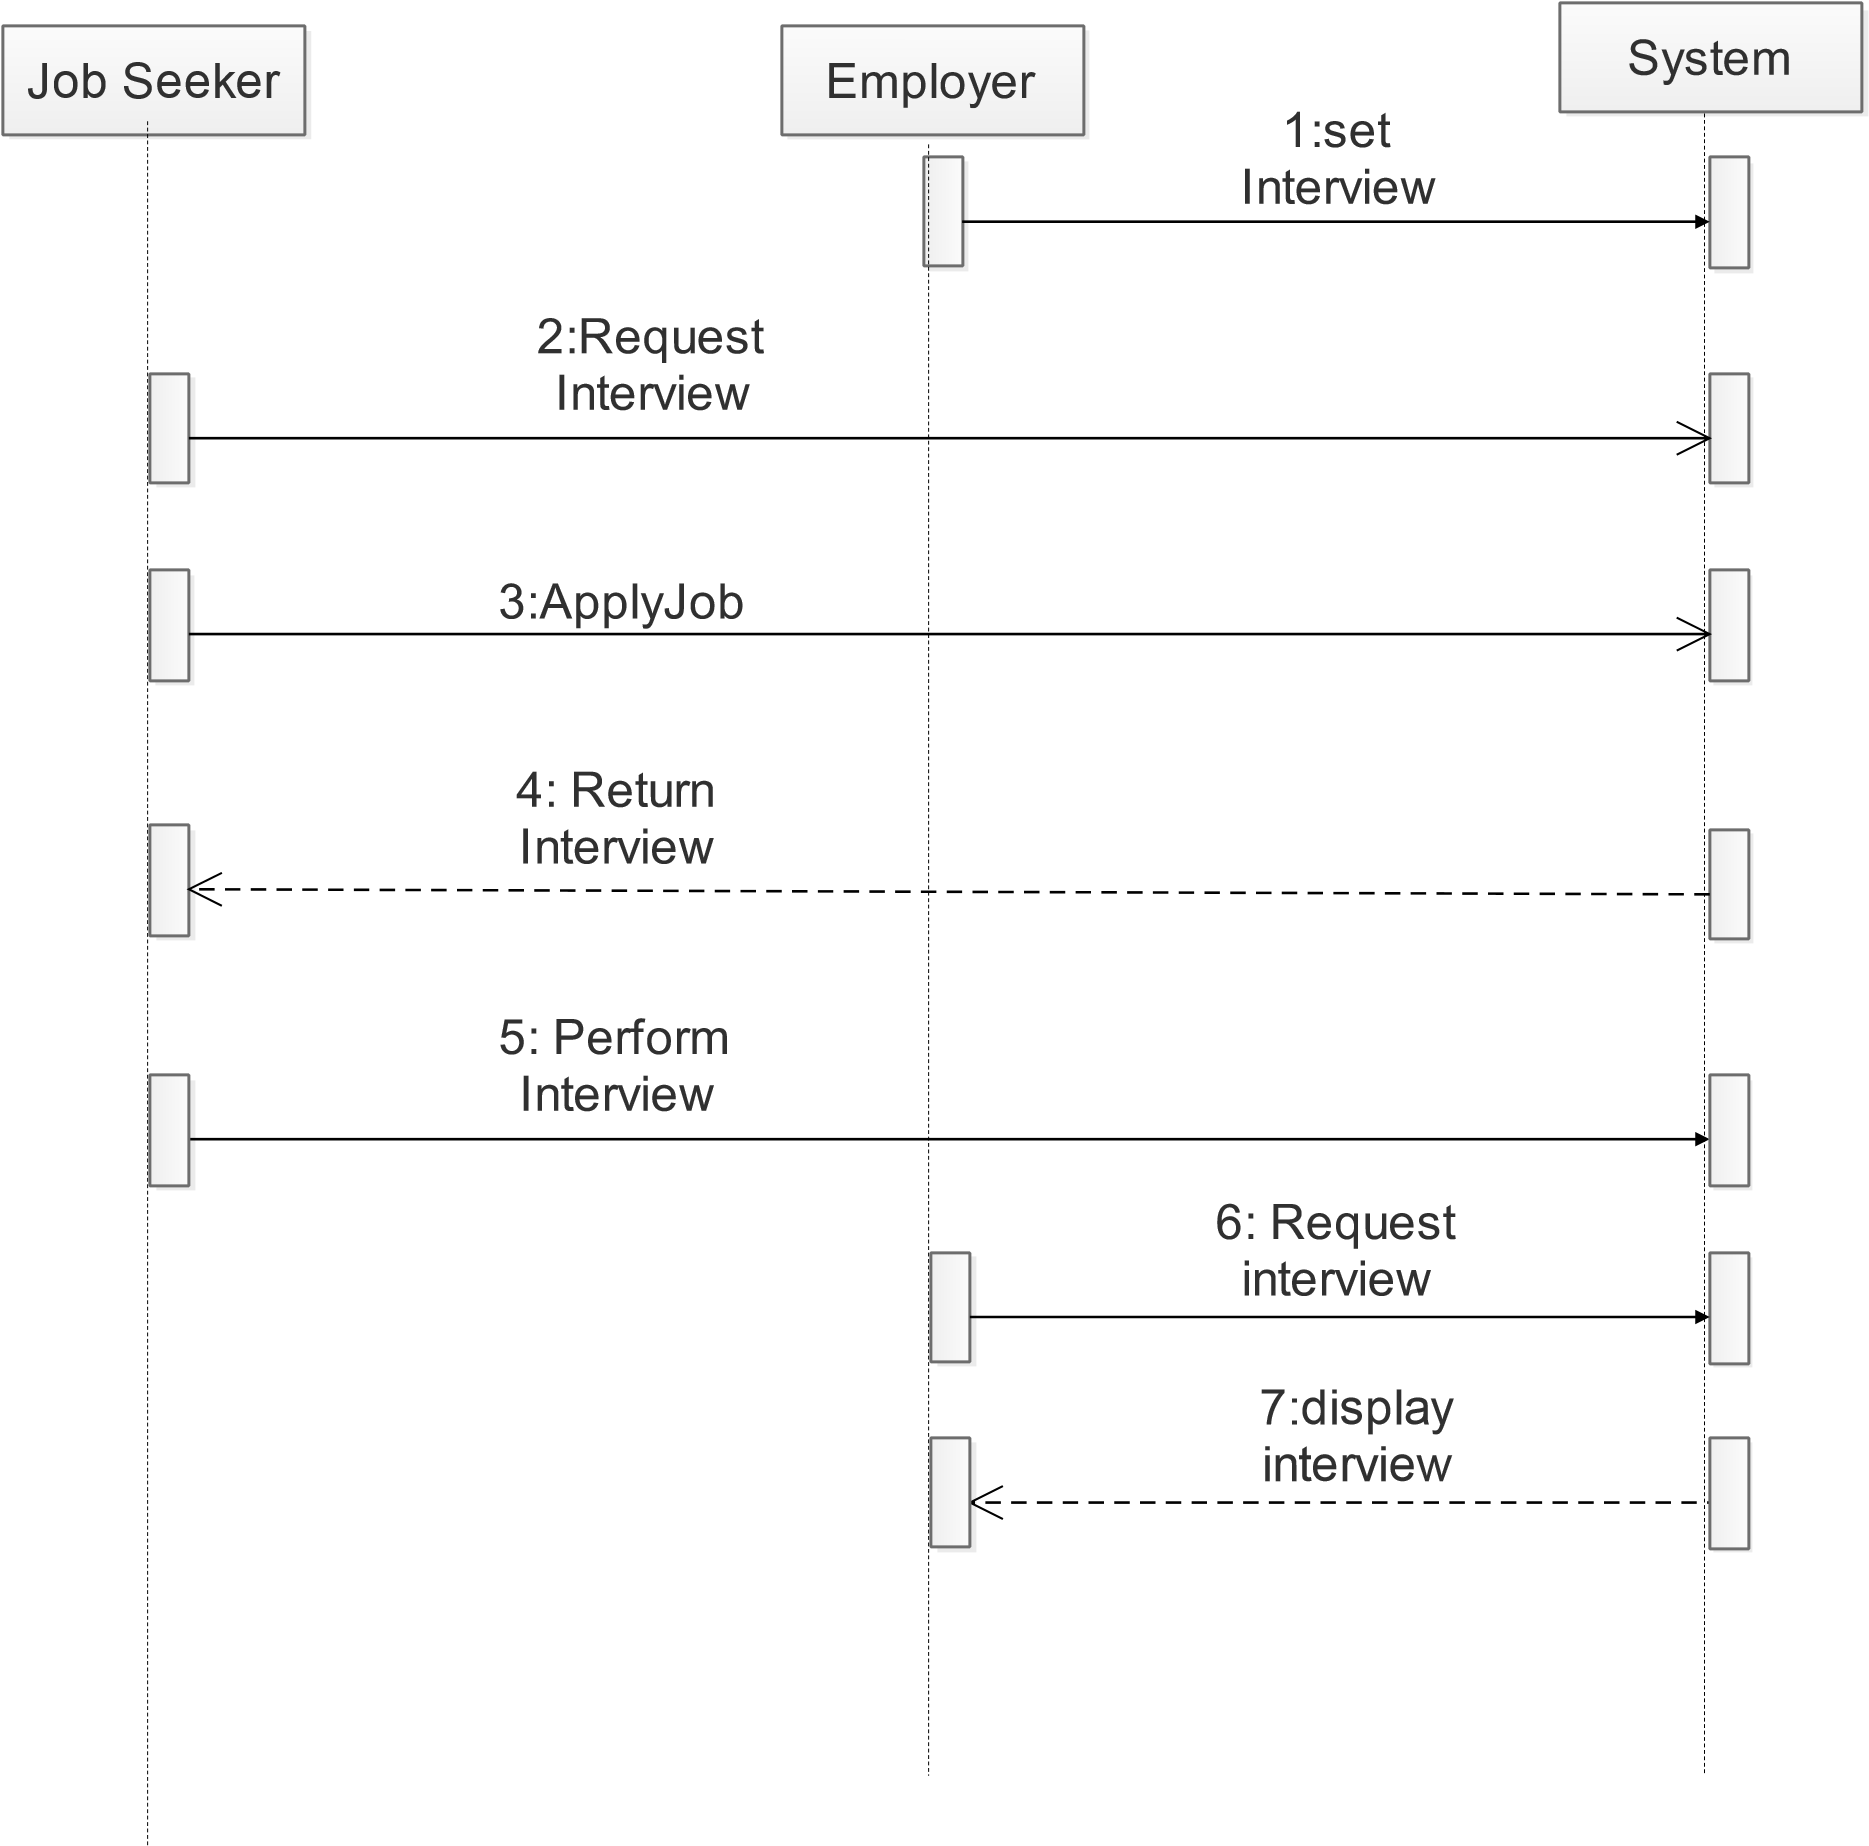 Job Seeker
Employer
System
1:set
Interview
2:Request
Interview
3:ApplyJob
4: Return
Interview
5: Perform
Interview
6: Request
interview
7:display
interview